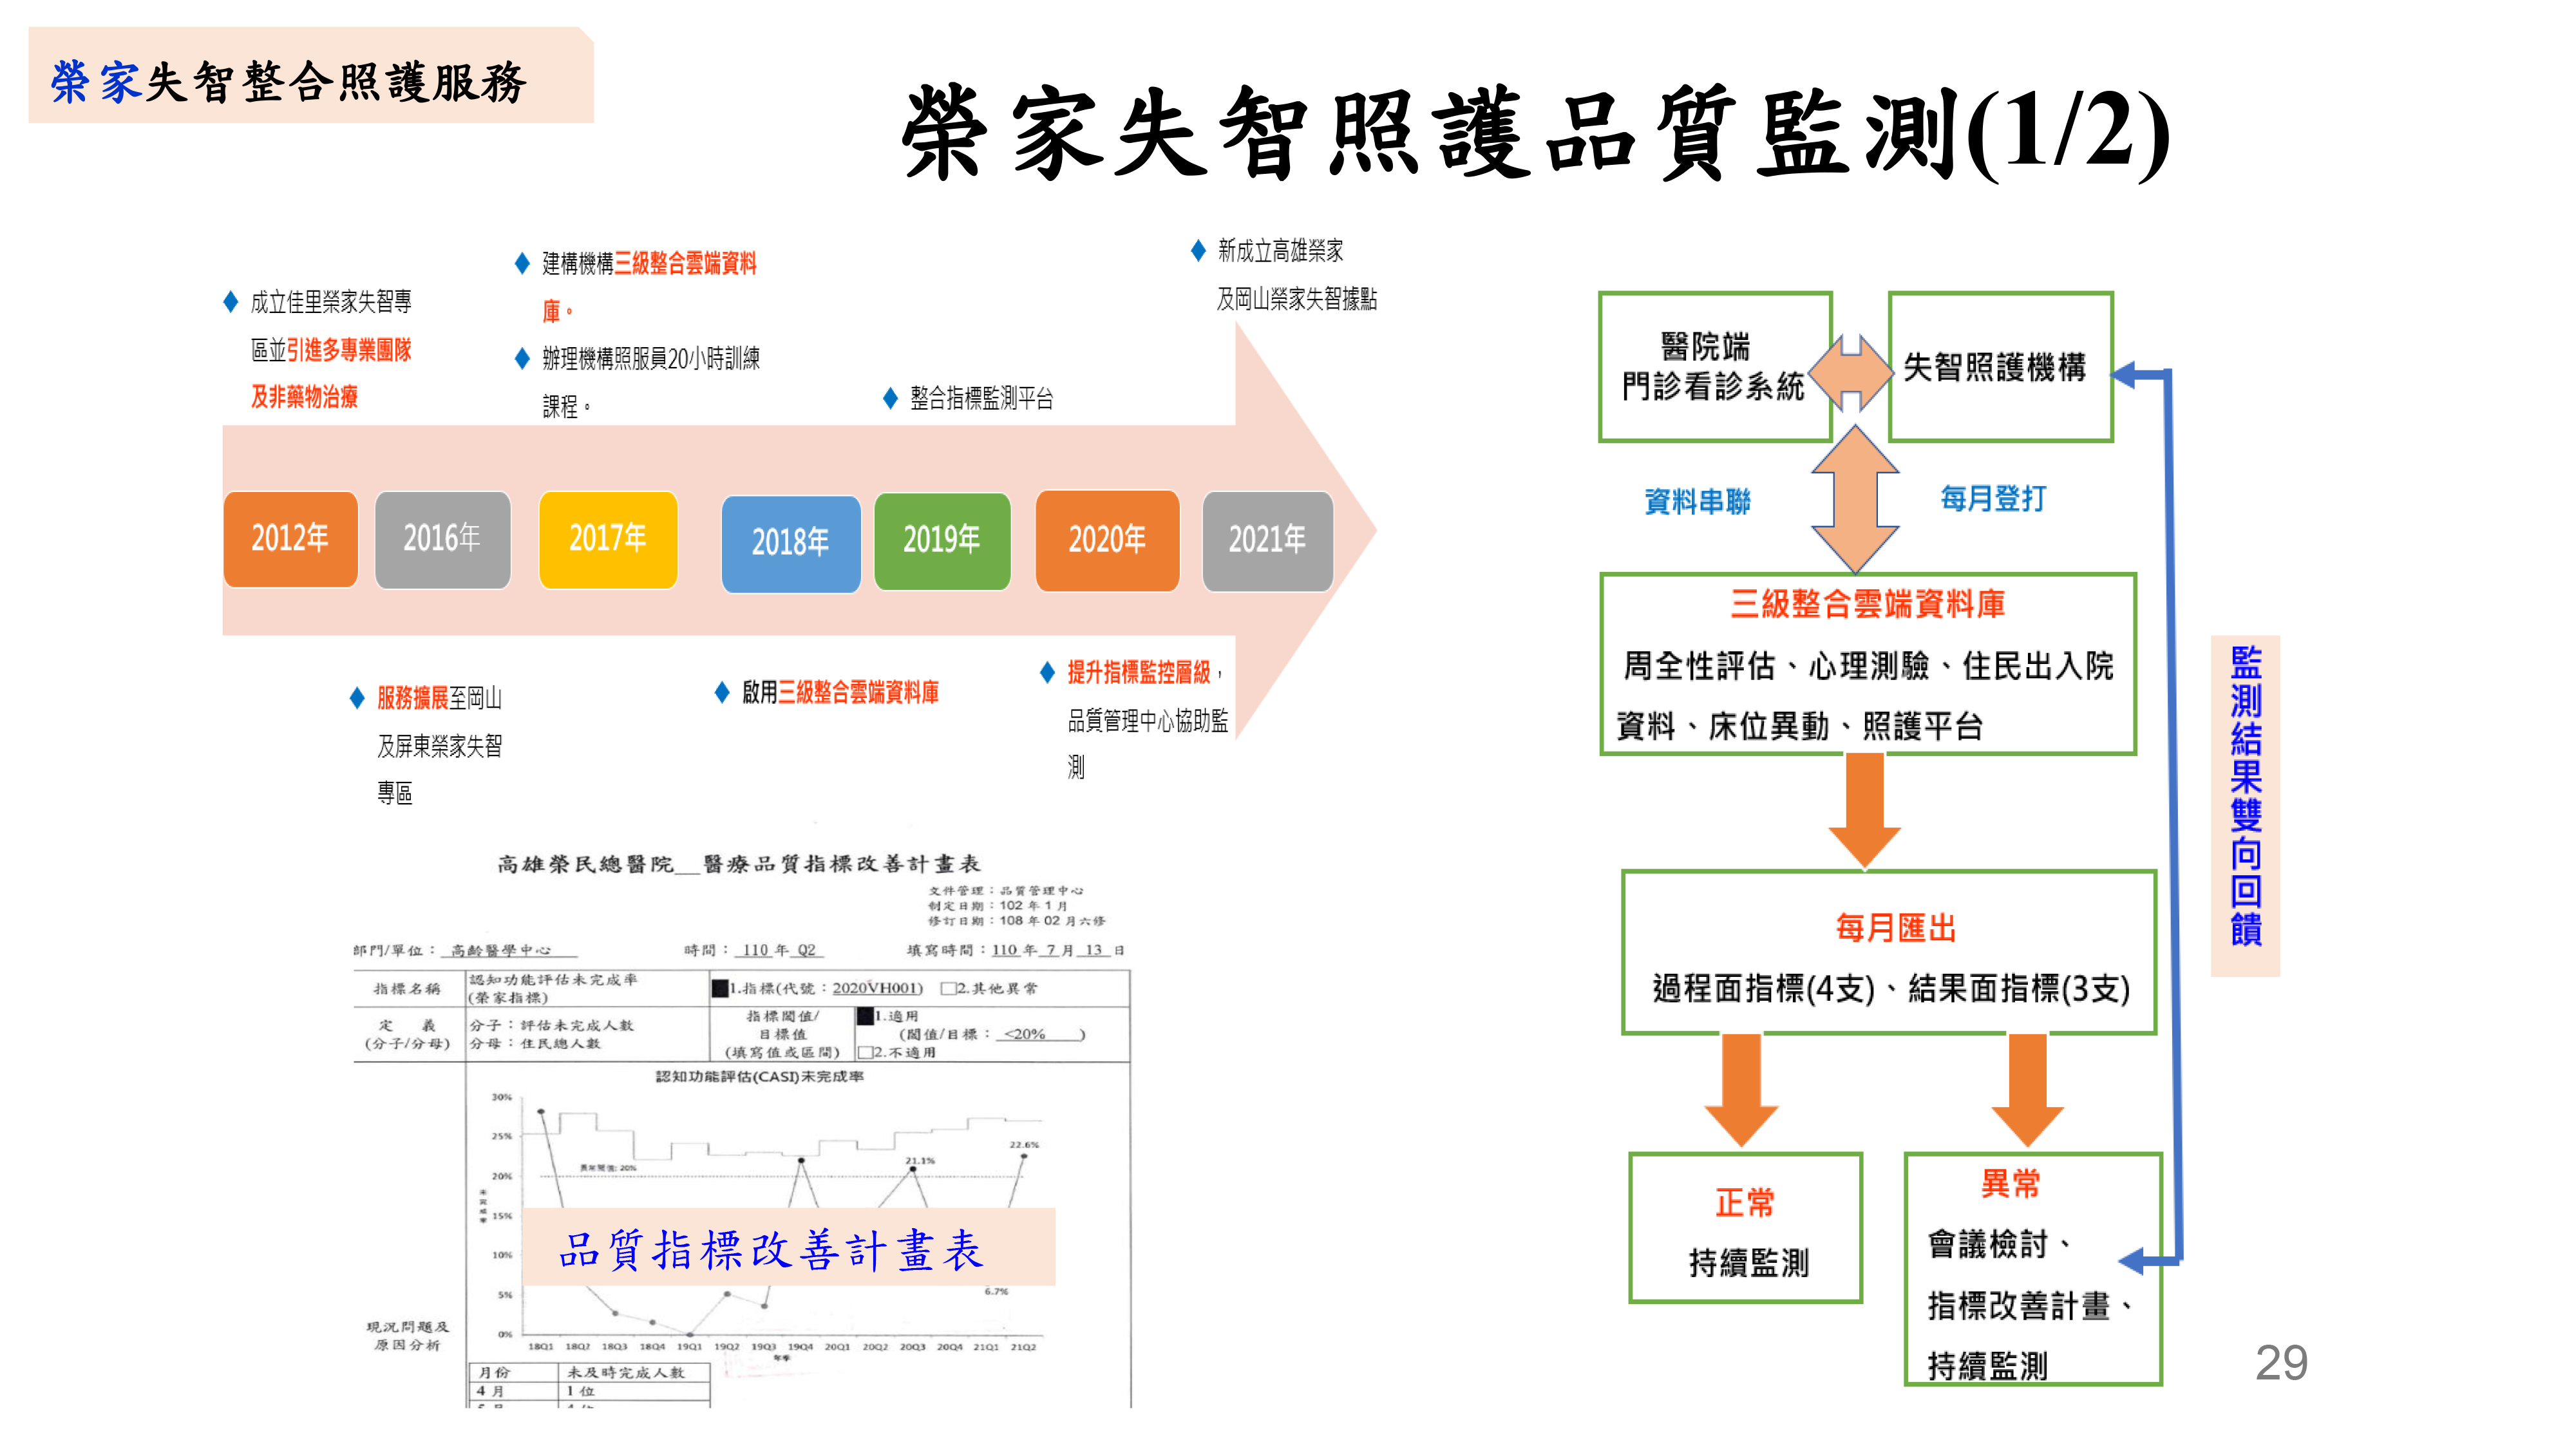 榮家失智整合照護服務
榮家失智照護品質監測(1/2)
成立佳里榮家失智專
區並引進多專業團隊
及非藥物治療
建構機構三級整合雲端資料
庫。
辦理機構照服員20小時訓練
課程。
整合指標監測平台
新成立高雄榮家
及岡山榮家失智據點
2012年
2016年
2017年
2018年
2019年
2020年
2021年
服務擴展至岡山
及屏東榮家失智
專區
啟用三級整合雲端資料庫
提升指標監控層級，
品質管理中心協助監
測
高雄榮民總醫院__醫療品質指標改善計畫表
文件管理：品質管理中心
制定日期：102 年 1 月
修訂日期：108 年 02 月六修
部門/單位：高齡醫學中心 時間：110 年 Q2 填寫時間：110 年 7 月 13 日
指標名稱
認知功能評估未完成率
(榮家指標)
■1.指標(代號：2020VH001) □2.其他異常
定 義
(分子/分母)
分子：評估未完成人數
分母：住民總人數
指標閾值/
目標值
(填寫值或區間)
■1.適用
(閾值/目標：<20%)
□2.不適用
認知功能評估(CASI)未完成率
30%
25%
20%
15%
10%
5%
0%
未完成率
異常閾值: 20%
21.1%
22.6%
6.7%
18Q1 18Q2 18Q3 18Q4 19Q1 19Q2 19Q3 19Q4 20Q1 20Q2 20Q3 20Q4 21Q1 21Q2
年季
品質指標改善計畫表
現況問題及
原因分析
月份 未及時完成人數
4 月 1 位
醫院端
門診看診系統
失智照護機構
資料串聯
每月登打
三級整合雲端資料庫
周全性評估、心理測驗、住民出入院
資料、床位異動、照護平台
每月匯出
過程面指標(4支)、結果面指標(3支)
正常
持續監測
異常
會議檢討、
指標改善計畫、
持續監測
監測結果雙向回饋
29